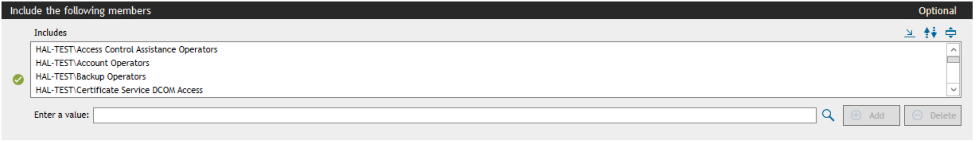 Include the following members Optional
Includes
HAL-TEST\Access Control Assistance Operators
HAL-TEST\Account Operators
HAL-TEST\Backup Operators
HAL-TEST\Certificate Service DCOM Access
Enter a value: Add Delete